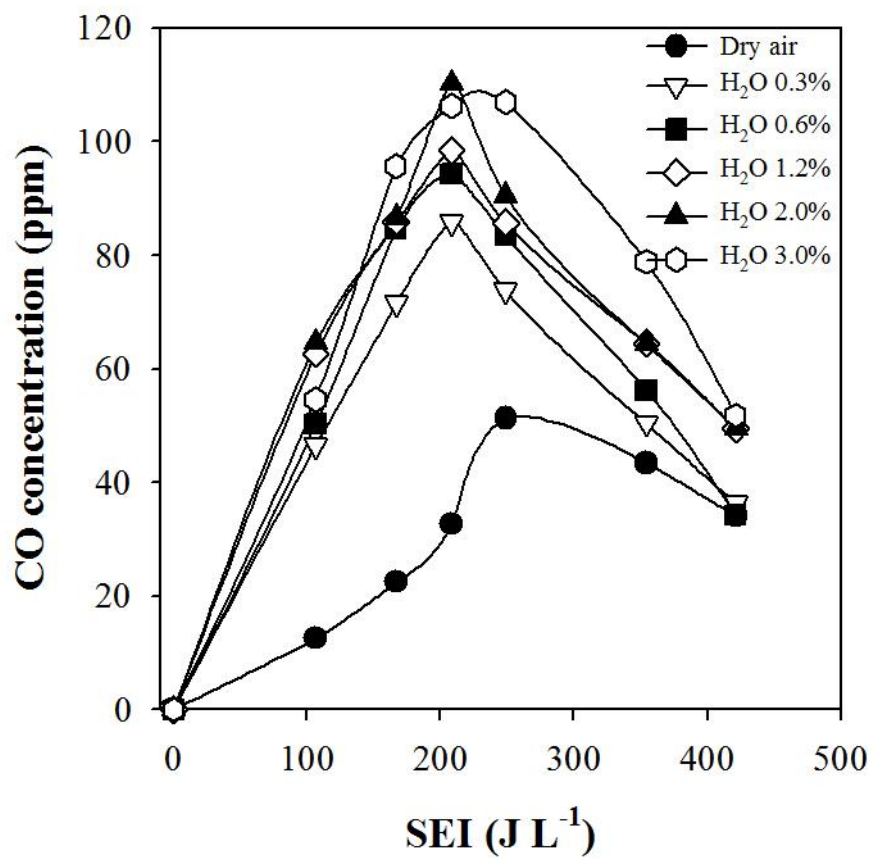 120
100
80
60
40
20
0
CO concentration (ppm)
Dry air
H₂O 0.3%
H₂O 0.6%
H₂O 1.2%
H₂O 2.0%
H₂O 3.0%
0 100 200 300 400 500
SEI (J L⁻¹)